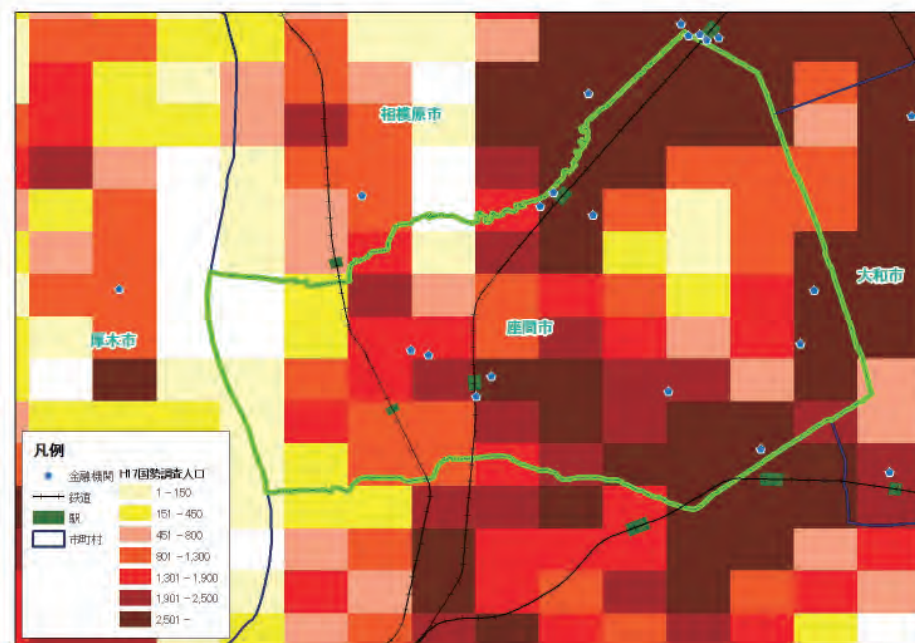 相模原市
大和市
座間市
厚木市
凡例
金融機関
鉄道
駅
市町村
H17国勢調査人口
1 - 150
151 - 450
451 - 800
801 - 1,300
1,301 - 1,900
1,901 - 2,500
2,501 -